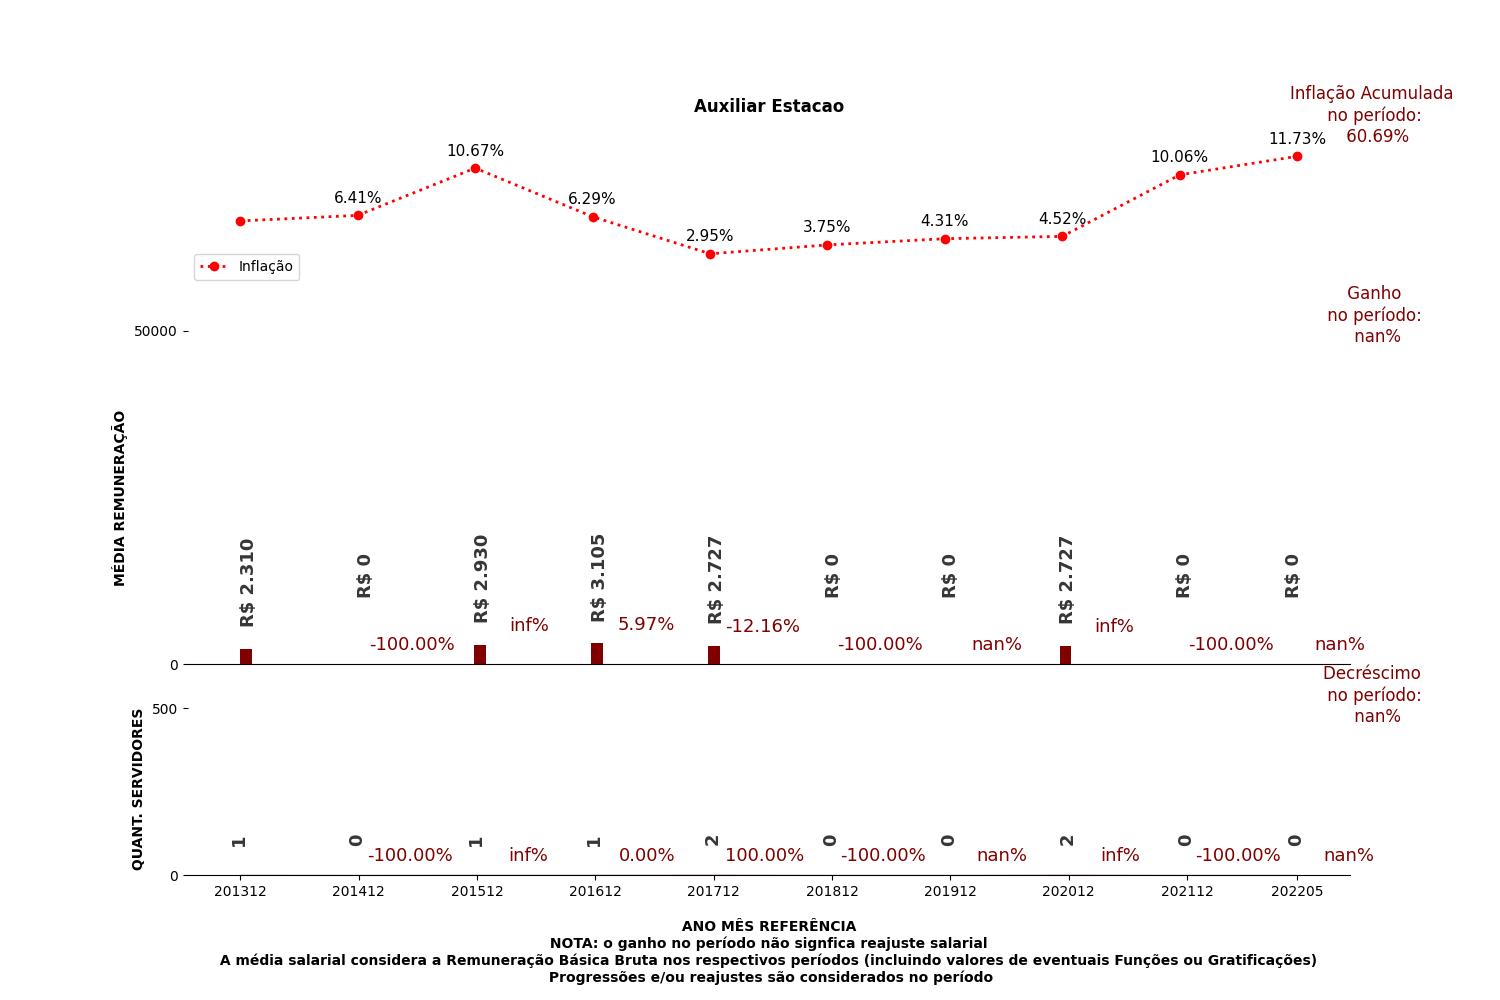 Auxiliar Estacao
Inflação Acumulada
no período:
60.69%
6.41%
10.67%
6.29%
2.95%
3.75%
4.31%
4.52%
10.06%
11.73%
Inflação
Ganho
no período:
nan%
50000
MÉDIA REMUNERAÇÃO
R$ 2.310
R$ 0
R$ 2.930
R$ 3.105
R$ 2.727
R$ 0
R$ 0
R$ 2.727
R$ 0
R$ 0
-100.00%
inf%
5.97%
-12.16%
-100.00%
nan%
inf%
-100.00%
nan%
0
Decréscimo
no período:
nan%
500
QUANT. SERVIDORES
1
0
1
1
2
0
0
2
0
0
-100.00%
inf%
0.00%
100.00%
-100.00%
nan%
inf%
-100.00%
nan%
0
201312
201412
201512
201612
201712
201812
201912
202012
202112
202205
ANO MÊS REFERÊNCIA
NOTA: o ganho no período não signfica reajuste salarial
A média salarial considera a Remuneração Básica Bruta nos respectivos períodos (incluindo valores de eventuais Funções ou Gratificações)
Progressões e/ou reajustes são considerados no período